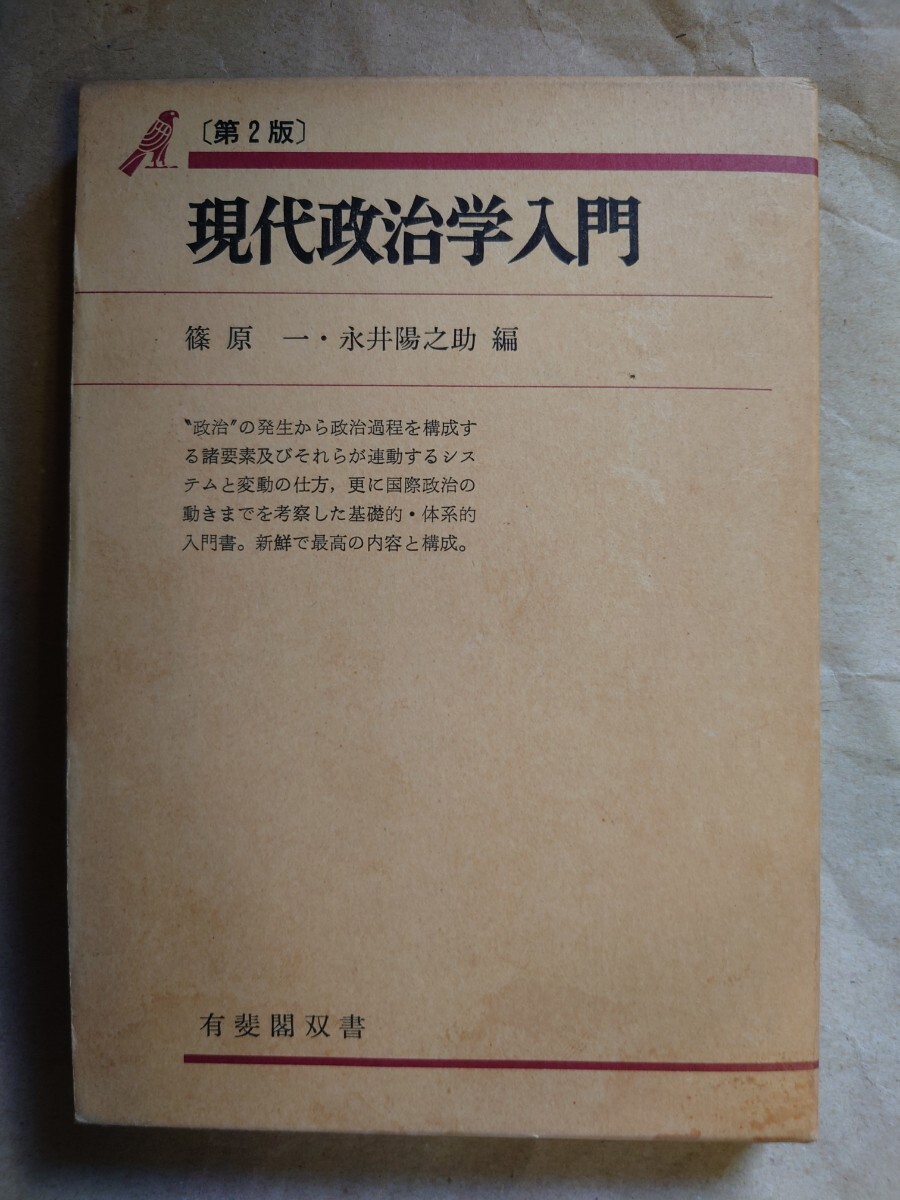 〔第2版〕
現代政治学入門
篠原 一・永井陽之助 編
〝政治〟の発生から政治過程を構成す
る諸要素及びそれらが連動するシス
テムと変動の仕方，更に国際政治の
動きまでを考察した基礎的・体系的
入門書。新鮮で最高の内容と構成。
有斐閣双書